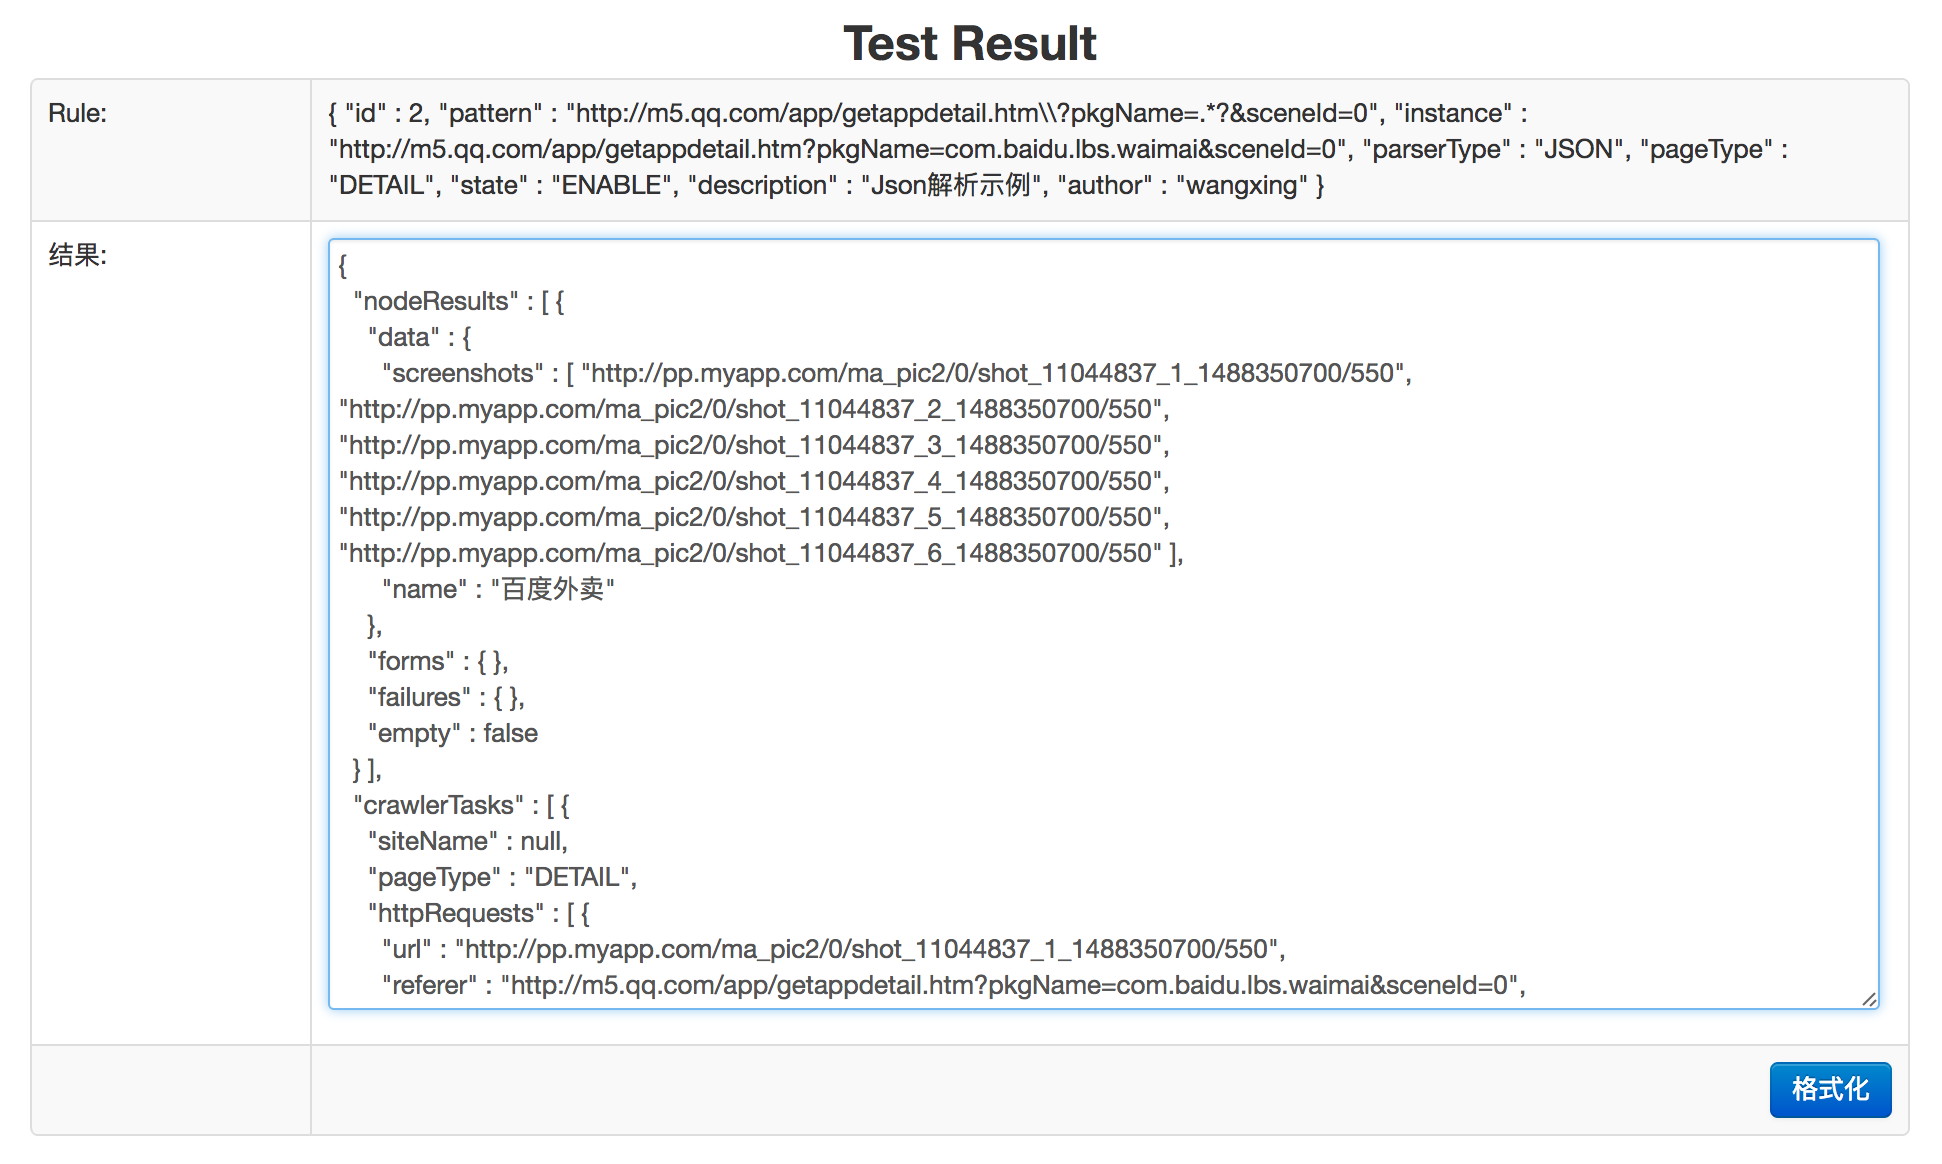 Test Result
Rule:
{ "id" : 2, "pattern" : "http://m5.qq.com/app/getappdetail.htm\\?pkgName=.*?&sceneId=0", "instance" :
"http://m5.qq.com/app/getappdetail.htm?pkgName=com.baidu.lbs.waimai&sceneId=0", "parserType" : "JSON", "pageType" :
"DETAIL", "state" : "ENABLE", "description" : "Json解析示例", "author" : "wangxing" }
结果:
{
  "nodeResults" : [ {
    "data" : {
      "screenshots" : [ "http://pp.myapp.com/ma_pic2/0/shot_11044837_1_1488350700/550",
"http://pp.myapp.com/ma_pic2/0/shot_11044837_2_1488350700/550",
"http://pp.myapp.com/ma_pic2/0/shot_11044837_3_1488350700/550",
"http://pp.myapp.com/ma_pic2/0/shot_11044837_4_1488350700/550",
"http://pp.myapp.com/ma_pic2/0/shot_11044837_5_1488350700/550",
"http://pp.myapp.com/ma_pic2/0/shot_11044837_6_1488350700/550" ],
      "name" : "百度外卖"
    },
    "forms" : { },
    "failures" : { },
    "empty" : false
  } ],
  "crawlerTasks" : [ {
    "siteName" : null,
    "pageType" : "DETAIL",
    "httpRequests" : [ {
      "url" : "http://pp.myapp.com/ma_pic2/0/shot_11044837_1_1488350700/550",
      "referer" : "http://m5.qq.com/app/getappdetail.htm?pkgName=com.baidu.lbs.waimai&sceneId=0",
格式化